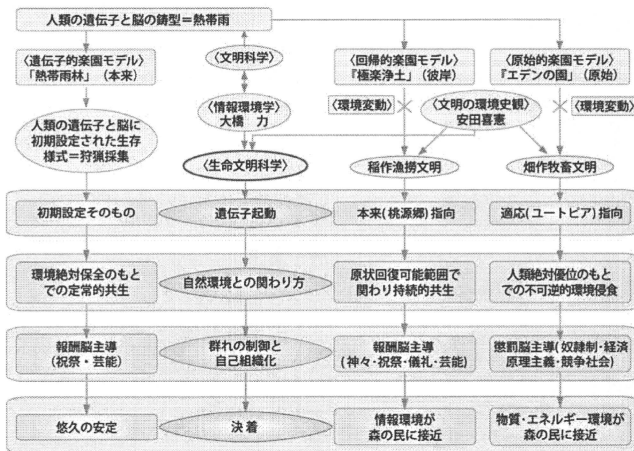 人類の遺伝子と脳の鋳型＝熱帯雨
〈遺伝子的楽園モデル〉
「熱帯雨林」（本来）
〈文明科学〉
〈回帰的楽園モデル〉
『極楽浄土』（彼岸）
〈原始的楽園モデル〉
『エデンの園』（原始）
〈情報環境学〉
大橋　力
〈環境変動〉
〈文明の環境史観〉
安田喜憲
〈環境変動〉
人類の遺伝子と脳に
初期設定された生存
様式＝狩猟採集
〈生命文明科学〉
稲作漁撈文明
畑作牧畜文明
初期設定そのもの
遺伝子起動
本来(桃源郷)指向
適応(ユートピア)指向
環境絶対保全のもと
での定常的共生
自然環境との関わり方
原状回復可能範囲で
関わり持続的共生
人類絶対優位のもと
での不可逆的環境侵食
報酬脳主導
（祝祭・芸能）
群れの制御と
自己組織化
報酬脳主導
(神々・祝祭・儀礼・芸能)
懲罰脳主導(奴隷制・経済
原理主義・競争社会)
悠久の安定
決着
情報環境が
森の民に接近
物質・エネルギー環境が
森の民に接近